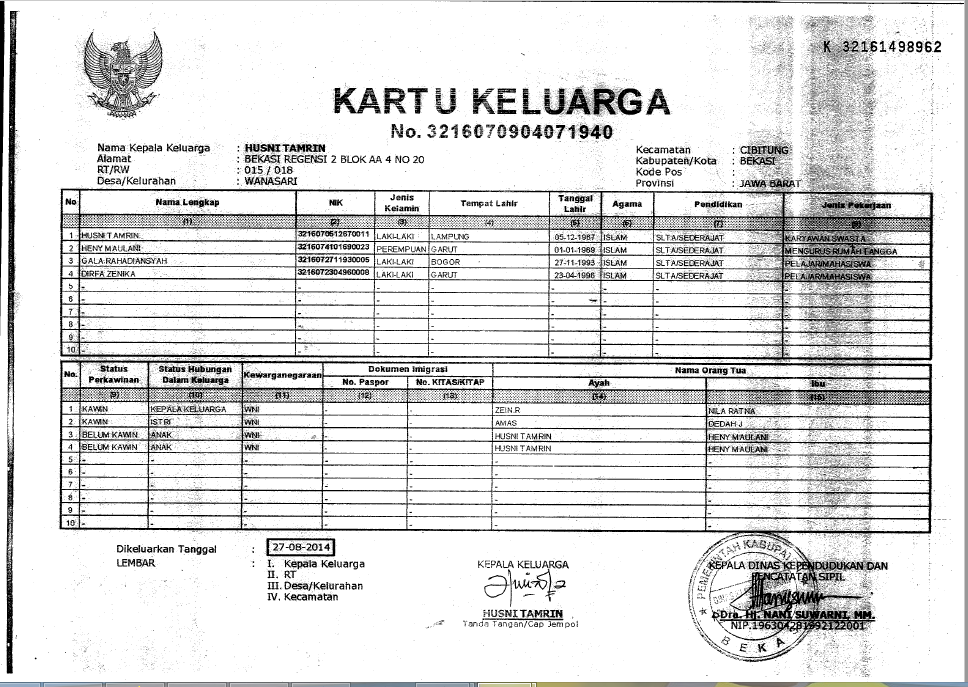 K 32161498962
KARTU KELUARGA
No. 3216070904071940
Nama Kepala Keluarga : HUSNI TAMRIN
Alamat : BEKASI REGENSI 2 BLOK AA 4 NO 20
RT/RW : 015 / 018
Desa/Kelurahan : WANASARI
Kecamatan : CIBITUNG
Kabupaten/Kota : BEKASI
Kode Pos :
Provinsi : JAWA BARAT
No Nama Lengkap NIK Jenis Kelamin Tempat Lahir Tanggal Lahir Agama Pendidikan Jenis Pekerjaan
(1) (2) (3) (4) (5) (6) (7) (8)
1 HUSNI TAMRIN 3216070512670011 LAKI-LAKI LAMPUNG 05-12-1967 ISLAM SLTA/SEDERAJAT KARYAWAN SWASTA
2 HENY MAULANI 3216074101690023 PEREMPUAN GARUT 01-01-1969 ISLAM SLTA/SEDERAJAT MENGURUS RUMAH TANGGA
3 GALA RAHADIANSYAH 3216072711930005 LAKI-LAKI BOGOR 27-11-1993 ISLAM SLTA/SEDERAJAT PELAJAR/MAHASISWA
4 DIRFA ZENIKA 3216072304960008 LAKI-LAKI GARUT 23-04-1996 ISLAM SLTA/SEDERAJAT PELAJAR/MAHASISWA
5 - - - - - - - -
6 - - - - - - - -
7 - - - - - - - -
8 - - - - - - - -
9 - - - - - - - -
10 - - - - - - - -
No. Status Perkawinan Status Hubungan Dalam Keluarga Kewarganegaraan Dokumen Imigrasi Nama Orang Tua
No. Paspor No. KITAS/KITAP Ayah Ibu
(9) (10) (11) (12) (13) (14) (15)
1 KAWIN KEPALA KELUARGA WNI - - ZEIN.R NILA RATNA
2 KAWIN ISTRI WNI - - AMAS DEDAH J
3 BELUM KAWIN ANAK WNI - - HUSNI TAMRIN HENY MAULANI
4 BELUM KAWIN ANAK WNI - - HUSNI TAMRIN HENY MAULANI
5 - - - - - - -
6 - - - - - - -
7 - - - - - - -
8 - - - - - - -
9 - - - - - - -
10 - - - - - - -
Dikeluarkan Tanggal : 27-08-2014
LEMBAR : I. Kepala Keluarga
II. RT
III. Desa/Kelurahan
IV. Kecamatan
KEPALA KELUARGA
HUSNI TAMRIN
Tanda Tangan/Cap Jempol
KEPALA DINAS KEPENDUDUKAN DAN
PENCATATAN SIPIL
Dra. Hj. NANI SUWARNI, MM.
NIP.196304281992122001
PEMERINTAH KABUPATEN
BEKASI